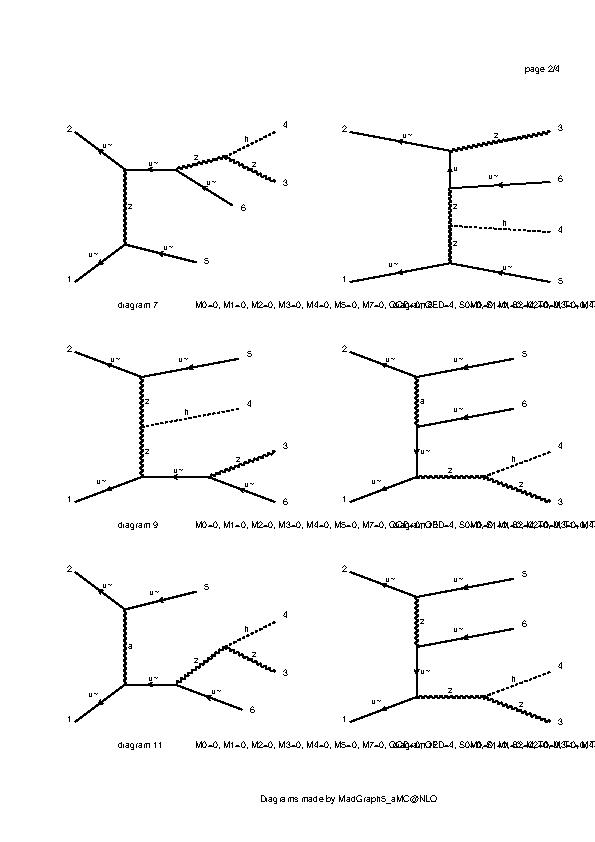 page 2/4
2 u~ u~ z h 4 z 3 u~ 6 z u~ 5 u~ 1
2 u~ z 3 u u~ 6 z h 4 z 1 u~ u~ 5
diagram 7 M0=0, M1=0, M2=0, M3=0, M4=0, M5=0, M7=0,
2 u~ u~ 5 z h 4 z z 3 1 u~ u~ u~ 6
2 u~ u~ 5 a u~ 6 u~ h 4 z z 3 1 u~
diagram 9 M0=0, M1=0, M2=0, M3=0, M4=0, M5=0, M7=0,
2 u~ u~ 5 a h 4 z z 3 u~ u~ 6 1 u~
2 u~ u~ 5 z u~ 6 u~ h 4 z z 3 1 u~
diagram 11 M0=0, M1=0, M2=0, M3=0, M4=0, M5=0, M7=0,
Diagrams made by MadGraph5_aMC@NLO